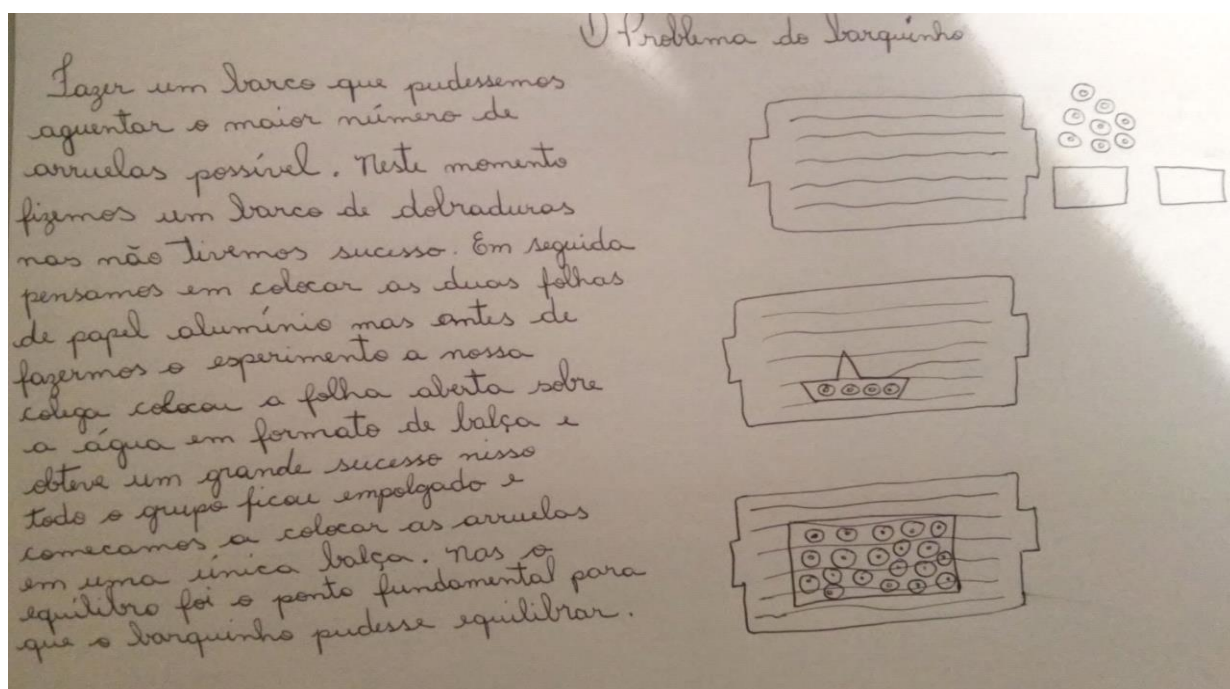 1) Problema do barquinho
Fazer um barco que pudessemos
aguentar o maior número de
arruelas possível. Neste momento
fizemos um barco de dobraduras
mas não tivemos sucesso. Em seguida
pensamos em colocar as duas folhas
de papel alumínio mas antes de
fazermos o esperimento a nossa
colega colocou a folha aberta sobre
a água em formato de balça e
obteve um grande sucesso nisso
todo o grupo ficou empolgado e
comecamos a colocar as arruelas
em uma única balça. Mas o
equilibro foi o ponto fundamental para
que o barquinho pudesse equilibrar.